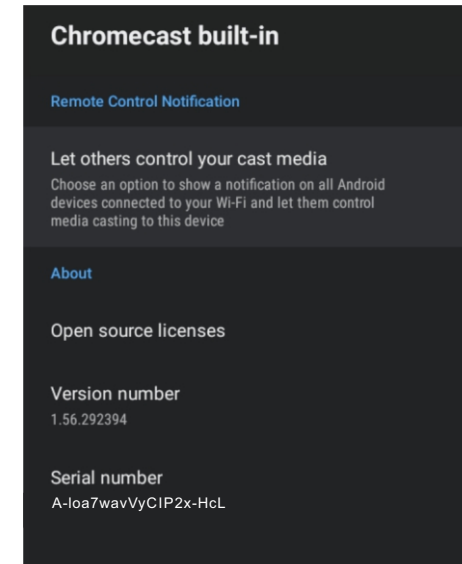 Chromecast built-in
Remote Control Notification
Let others control your cast media
Choose an option to show a notification on all Android
devices connected to your Wi-Fi and let them control
media casting to this device
About
Open source licenses
Version number
1.56.292394
Serial number
A-loa7wavVyCIP2x-HcL